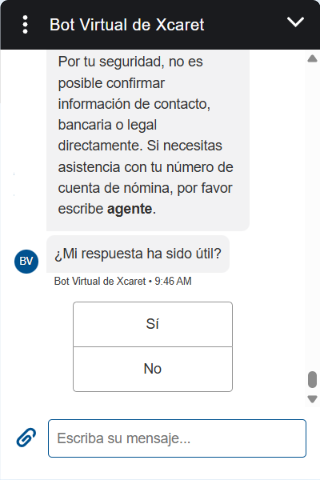 Bot Virtual de Xcaret
Por tu seguridad, no es
posible confirmar
información de contacto,
bancaria o legal
directamente. Si necesitas
asistencia con tu número de
cuenta de nómina, por favor
escribe agente.
¿Mi respuesta ha sido útil?
BV
Bot Virtual de Xcaret • 9:46 AM
Sí
No
Escriba su mensaje...